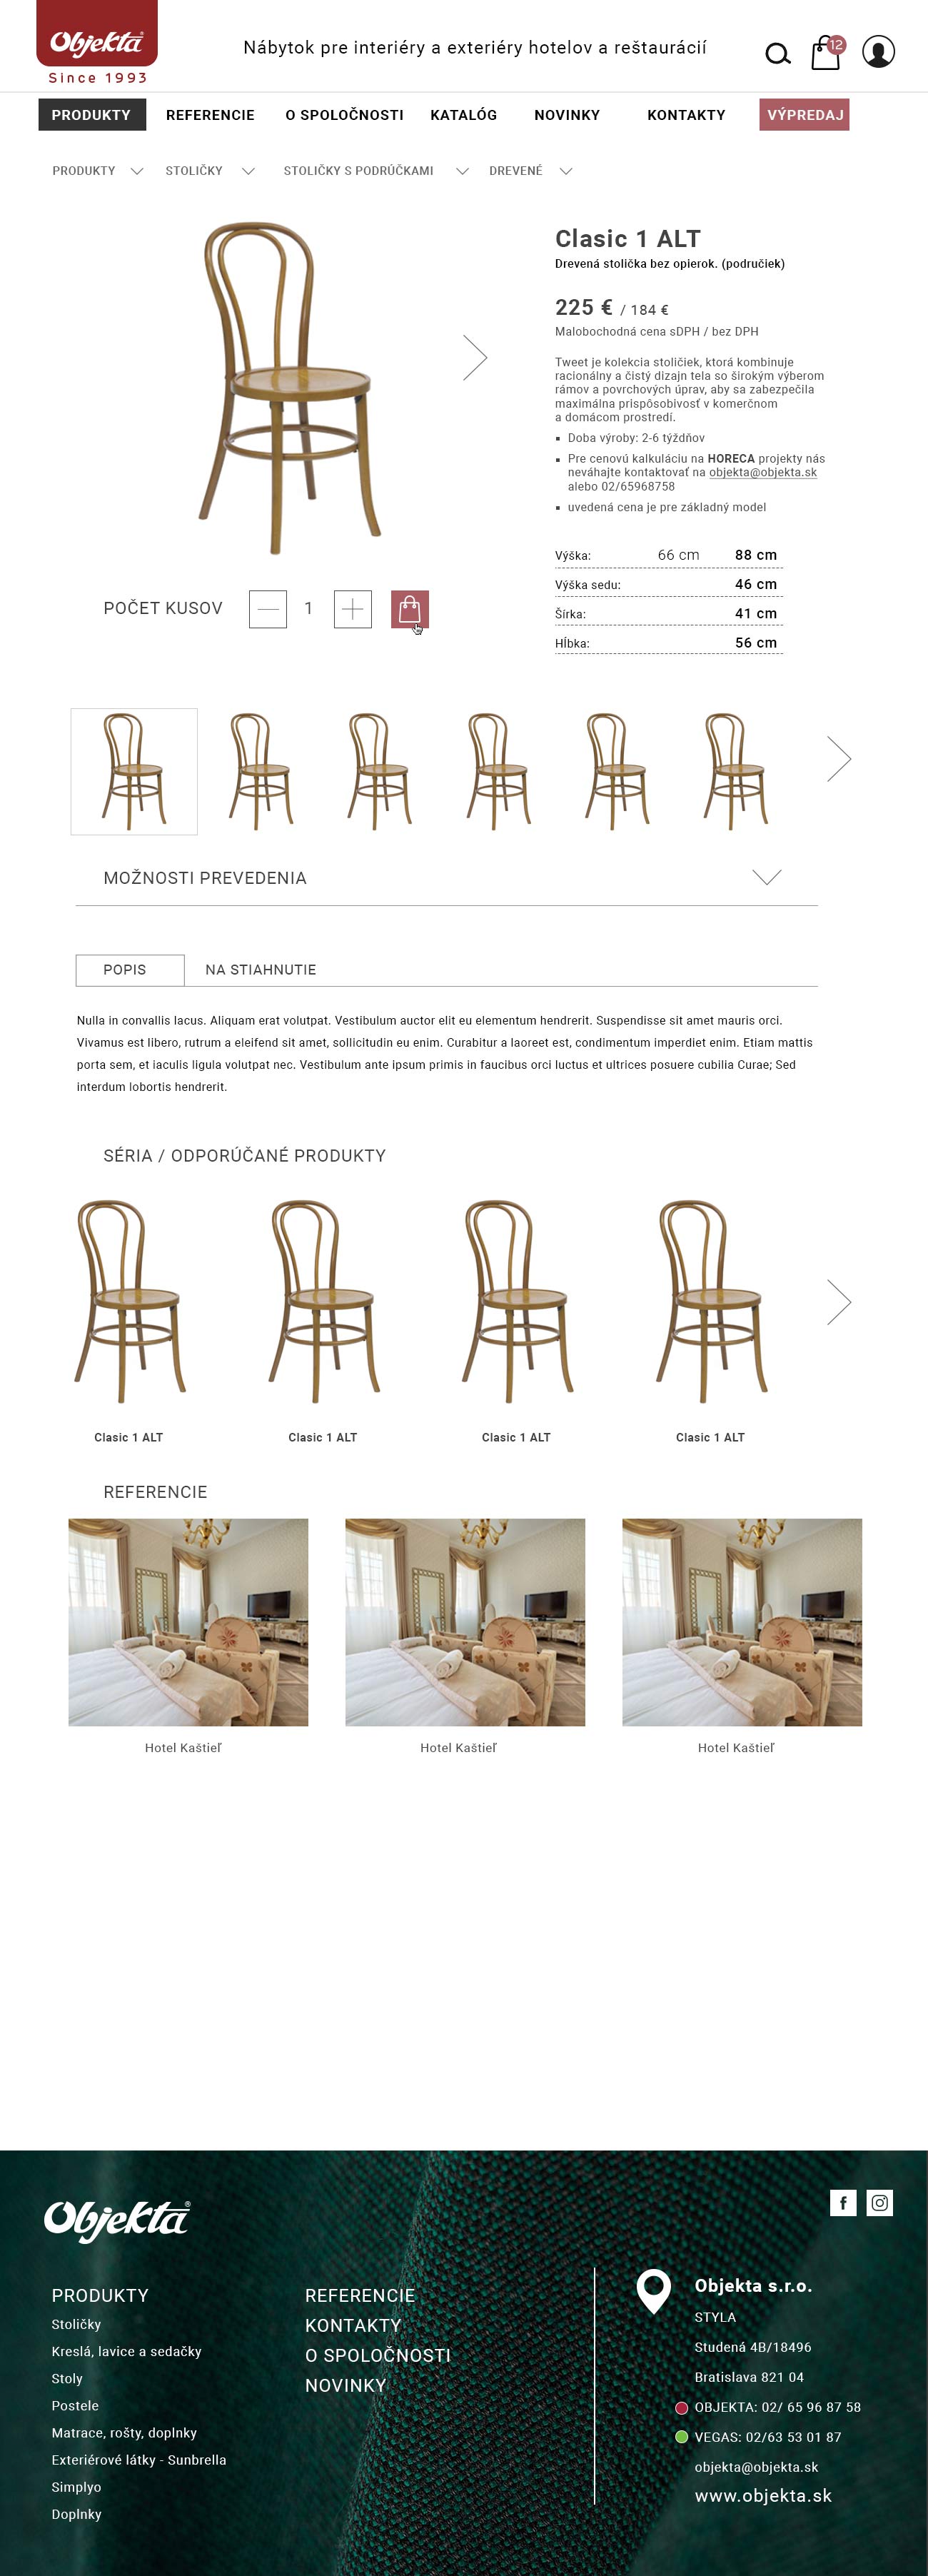 Objekta®
Since 1993
Nábytok pre interiéry a exteriéry hotelov a reštaurácií
12
PRODUKTY REFERENCIE O SPOLOČNOSTI KATALÓG NOVINKY KONTAKTY VÝPREDAJ
PRODUKTY STOLIČKY STOLIČKY S PODRÚČKAMI DREVENÉ
Clasic 1 ALT
Drevená stolička bez opierok. (područiek)
225 € / 184 €
Malobochodná cena sDPH / bez DPH
Tweet je kolekcia stoličiek, ktorá kombinuje
racionálny a čistý dizajn tela so širokým výberom
rámov a povrchových úprav, aby sa zabezpečila
maximálna prispôsobivosť v komerčnom
a domácom prostredí.
▪ Doba výroby: 2-6 týždňov
▪ Pre cenovú kalkuláciu na HORECA projekty nás
neváhajte kontaktovať na objekta@objekta.sk
alebo 02/65968758
▪ uvedená cena je pre základný model
Výška: 66 cm 88 cm
Výška sedu: 46 cm
Šírka: 41 cm
Hĺbka: 56 cm
POČET KUSOV 1
MOŽNOSTI PREVEDENIA
POPIS NA STIAHNUTIE
Nulla in convallis lacus. Aliquam erat volutpat. Vestibulum auctor elit eu elementum hendrerit. Suspendisse sit amet mauris orci.
Vivamus est libero, rutrum a eleifend sit amet, sollicitudin eu enim. Curabitur a laoreet est, condimentum imperdiet enim. Etiam mattis
porta sem, et iaculis ligula volutpat nec. Vestibulum ante ipsum primis in faucibus orci luctus et ultrices posuere cubilia Curae; Sed
interdum lobortis hendrerit.
SÉRIA / ODPORÚČANÉ PRODUKTY
Clasic 1 ALT Clasic 1 ALT Clasic 1 ALT Clasic 1 ALT
REFERENCIE
Hotel Kaštieľ Hotel Kaštieľ Hotel Kaštieľ
Objekta®
f
PRODUKTY
Stoličky
Kreslá, lavice a sedačky
Stoly
Postele
Matrace, rošty, doplnky
Exteriérové látky - Sunbrella
Simplyo
Doplnky
REFERENCIE
KONTAKTY
O SPOLOČNOSTI
NOVINKY
Objekta s.r.o.
STYLA
Studená 4B/18496
Bratislava 821 04
OBJEKTA: 02/ 65 96 87 58
VEGAS: 02/63 53 01 87
objekta@objekta.sk
www.objekta.sk